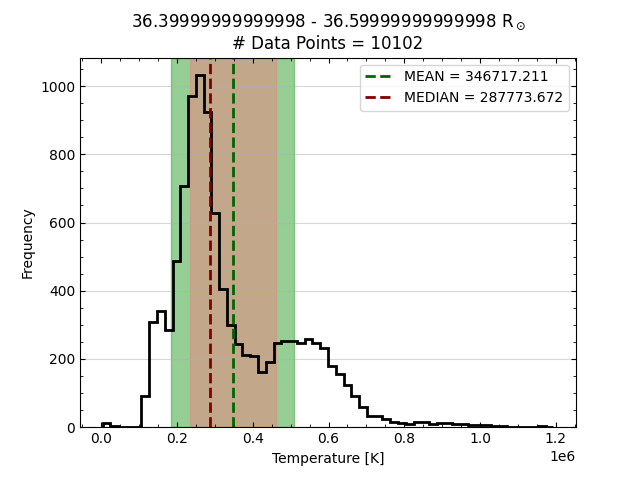 36.39999999999998 - 36.59999999999998 R⊙
# Data Points = 10102
MEAN = 346717.211
MEDIAN = 287773.672
Frequency
1000
800
600
400
200
0
0.0 0.2 0.4 0.6 0.8 1.0 1.2
1e6
Temperature [K]